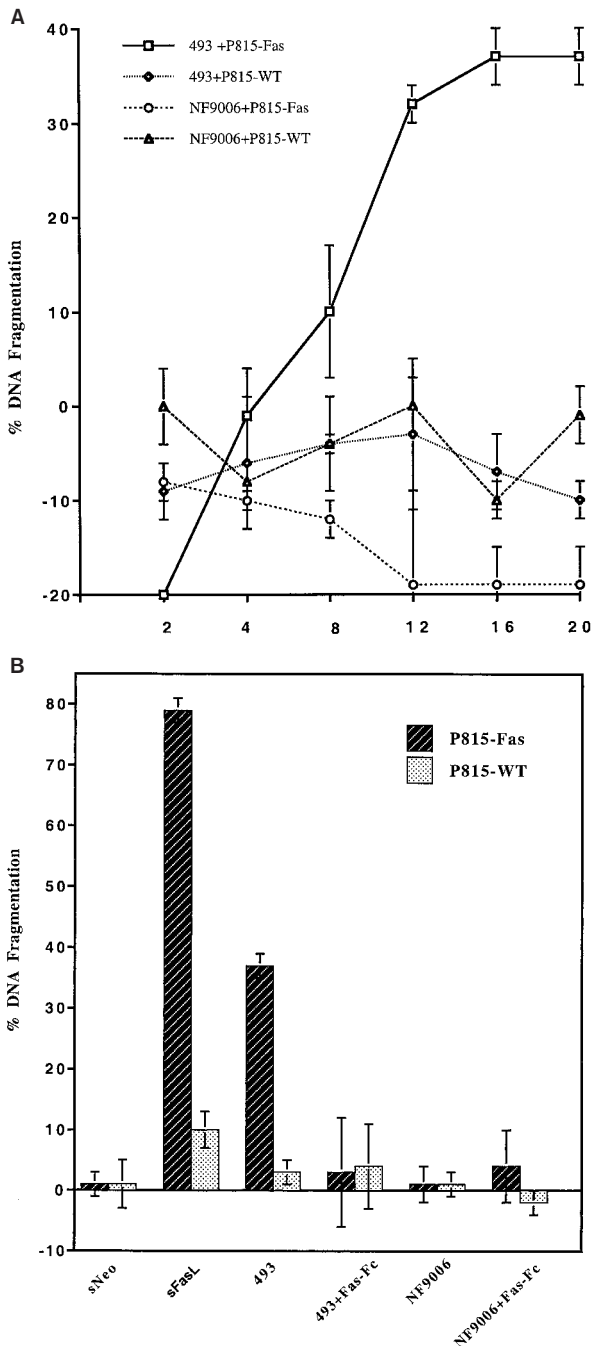 A
40
30
20
10
0
-10
-20
% DNA Fragmentation
493 +P815-Fas
493+P815-WT
NF9006+P815-Fas
NF9006+P815-WT
2 4 8 12 16 20
B
80
70
60
50
40
30
20
10
0
-10
% DNA Fragmentation
P815-Fas
P815-WT
sNeo
sFasL
493
493+Fas-Fc
NF9006
NF9006+Fas-Fc